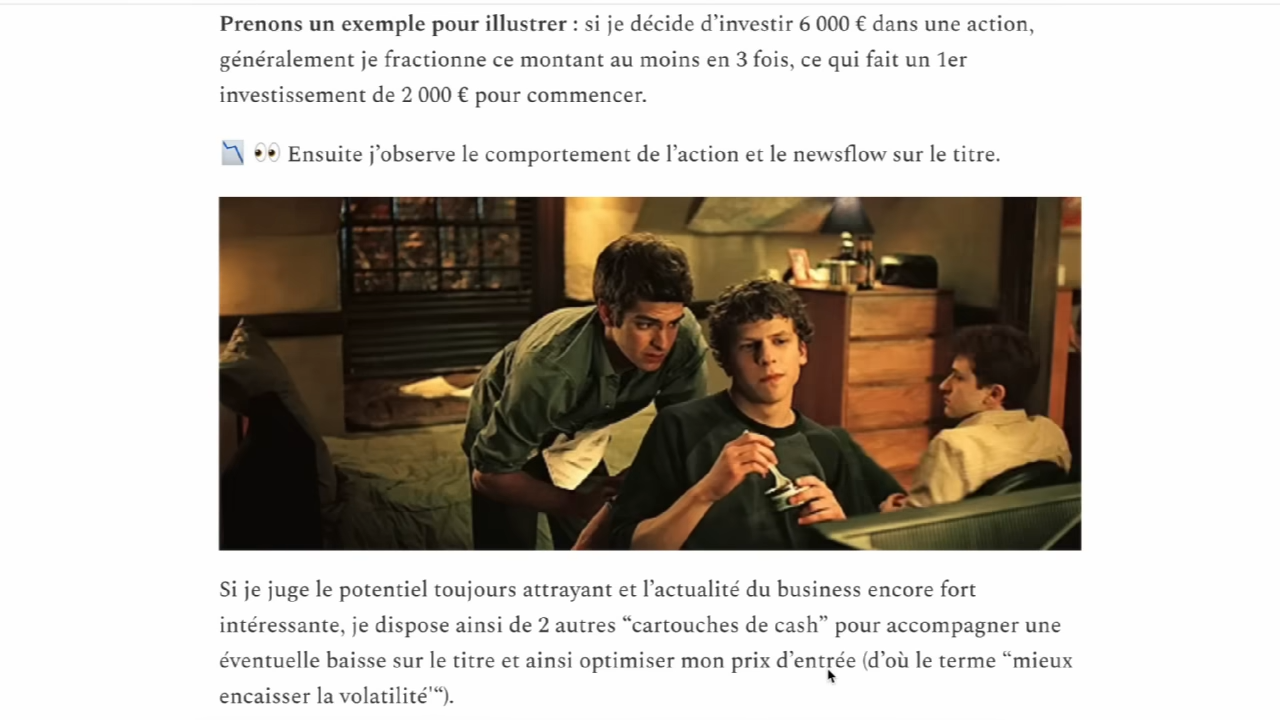 Prenons un exemple pour illustrer : si je décide d’investir 6 000 € dans une action,
généralement je fractionne ce montant au moins en 3 fois, ce qui fait un 1er
investissement de 2 000 € pour commencer.
📉 👀 Ensuite j’observe le comportement de l’action et le newsflow sur le titre.
Si je juge le potentiel toujours attrayant et l’actualité du business encore fort
intéressante, je dispose ainsi de 2 autres “cartouches de cash” pour accompagner une
éventuelle baisse sur le titre et ainsi optimiser mon prix d’entrée (d’où le terme “mieux
encaisser la volatilité'“).